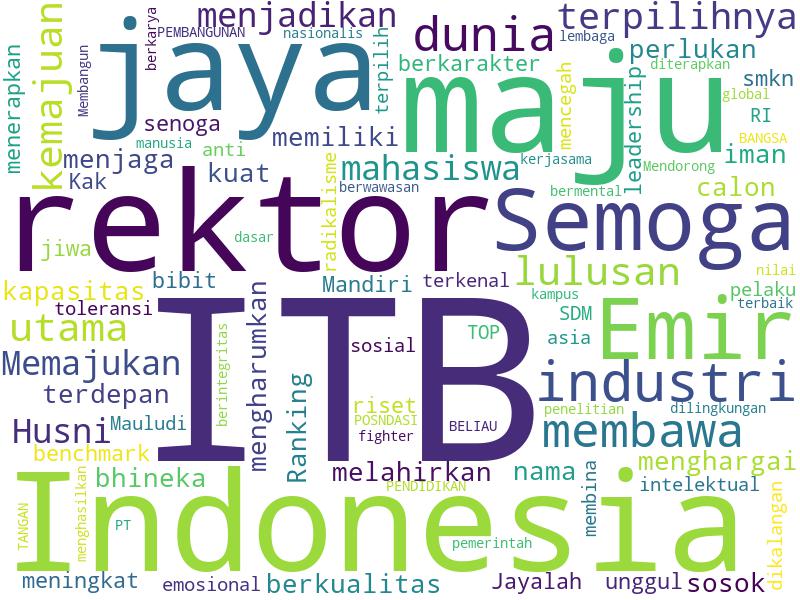 menjadikan
terpilihnya
PEMBANGUNAN
nasionalis
berkarya
jaya
dunia
lembaga
perlukan
kemajuan
menerapkan
Membangun
terpilih
berkarakter
maju
mencegah
leadership
diterapkan
smkn
global
senoga
memiliki
RI
manusia
anti
BANGSA
menjaga
Kak
kuat
radikalisme
mahasiswa
kerjasama
Mendorong
iman
berwawasan
bermental
calon
rektor
Semoga
jiwa
dasar
bibit
Mandiri
terkenal
lulusan
nilai
kapasitas
pelaku
toleransi
kampus
terbaik
ITB
mengharumkan
utama
berintegritas
TOP
SDM
asia
Emir
sosial
Memajukan
terdepan
Ranking
industri
riset
penelitian
dilingkungan
Husni
Mauludi
POSNDASI
BELIAU
membawa
fighter
benchmark
melahirkan
nama
membina
menghargai
Indonesia
bhineka
PENDIDIKAN
intelektual
TANGAN
menghasilkan
PT
pemerintah
dikalangan
meningkat
emosional
berkualitas
Jayalah
unggul
sosok